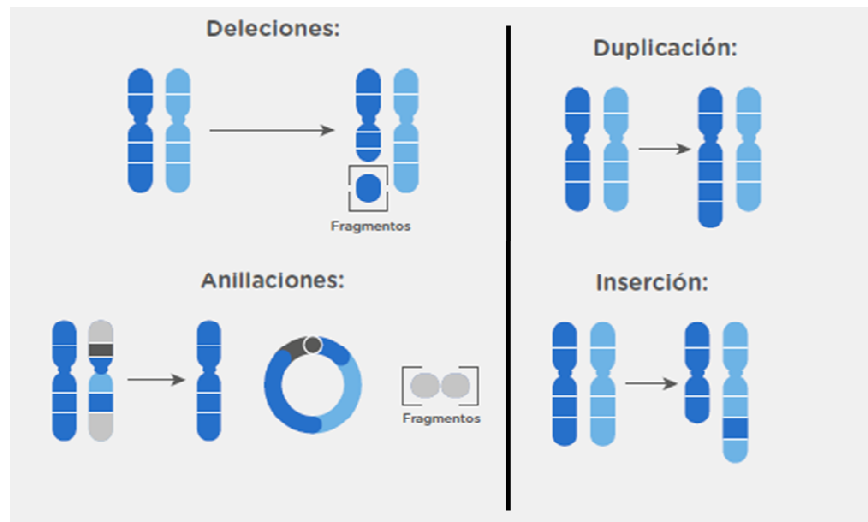 Deleciones:
Fragmentos
Anillaciones:
Fragmentos
Duplicación:
Inserción: